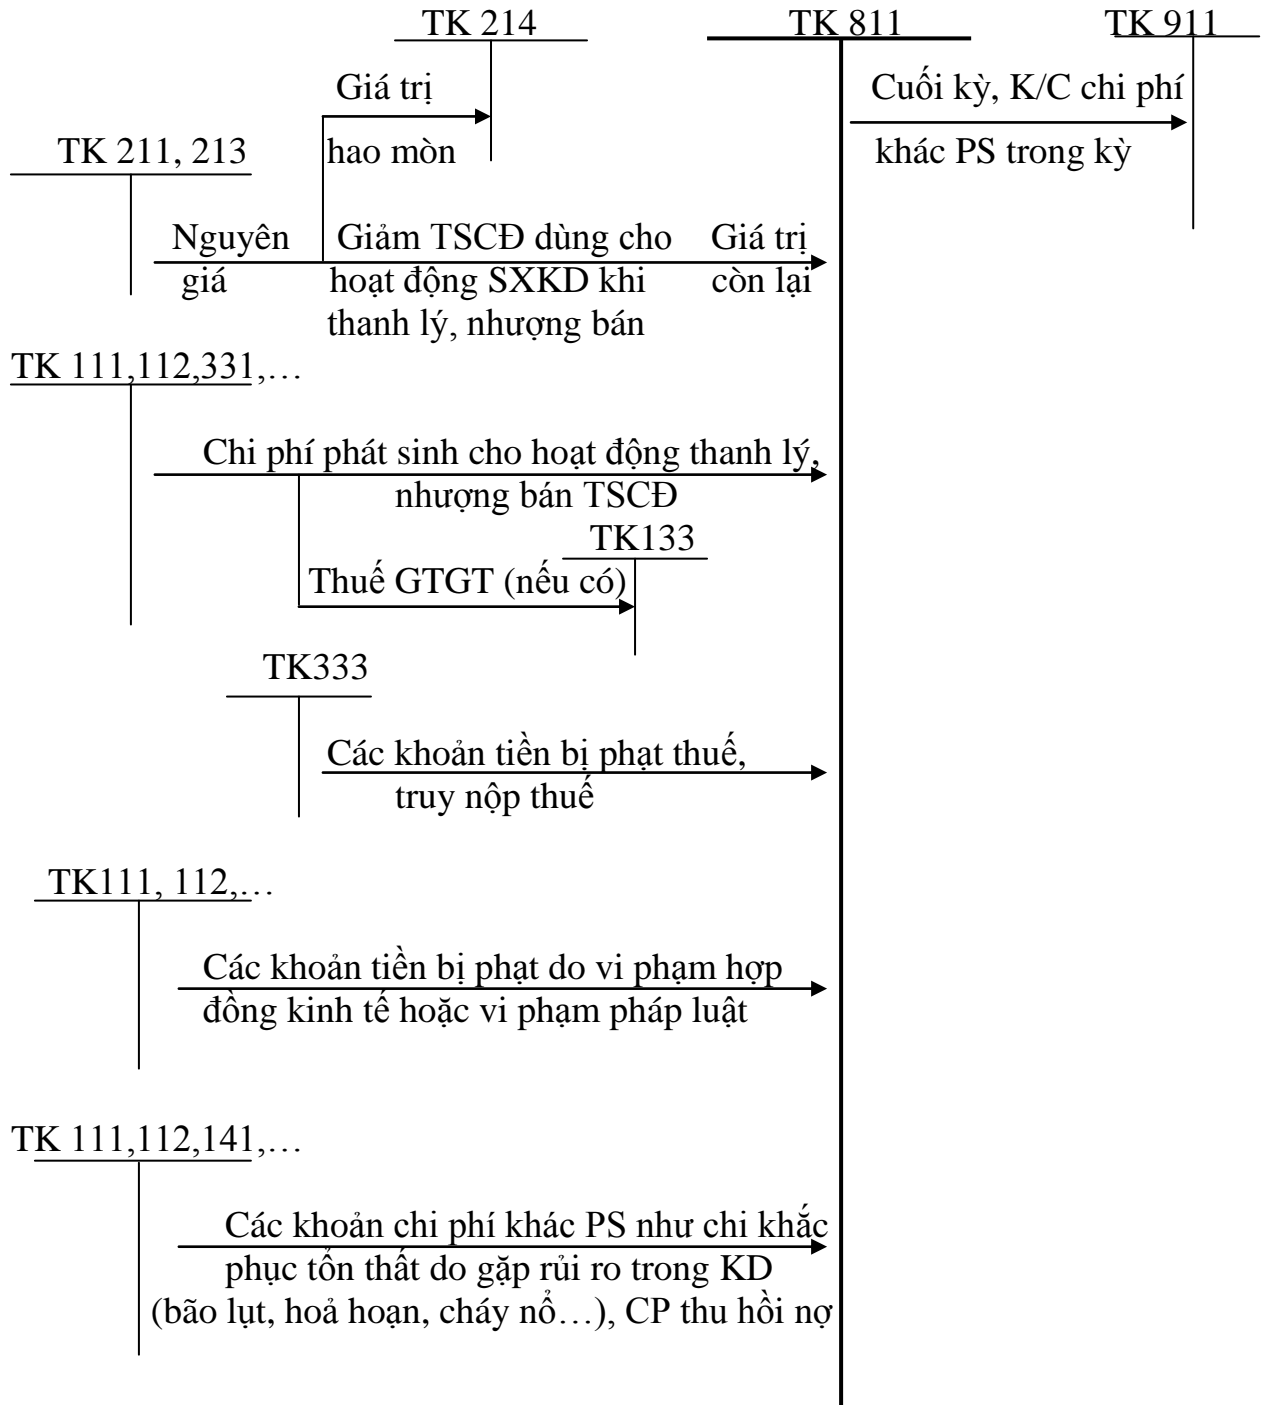 TK 214
TK 811
TK 911
Giá trị
hao mòn
Cuối kỳ, K/C chi phí
khác PS trong kỳ
TK 211, 213
Nguyên
giá
Giảm TSCĐ dùng cho
hoạt động SXKD khi
thanh lý, nhượng bán
Giá trị
còn lại
TK 111,112,331,…
Chi phí phát sinh cho hoạt động thanh lý,
nhượng bán TSCĐ
TK133
Thuế GTGT (nếu có)
TK333
Các khoản tiền bị phạt thuế,
truy nộp thuế
TK111, 112,…
Các khoản tiền bị phạt do vi phạm hợp
đồng kinh tế hoặc vi phạm pháp luật
TK 111,112,141,…
Các khoản chi phí khác PS như chi khắc
phục tổn thất do gặp rủi ro trong KD
(bão lụt, hoả hoạn, cháy nổ…), CP thu hồi nợ